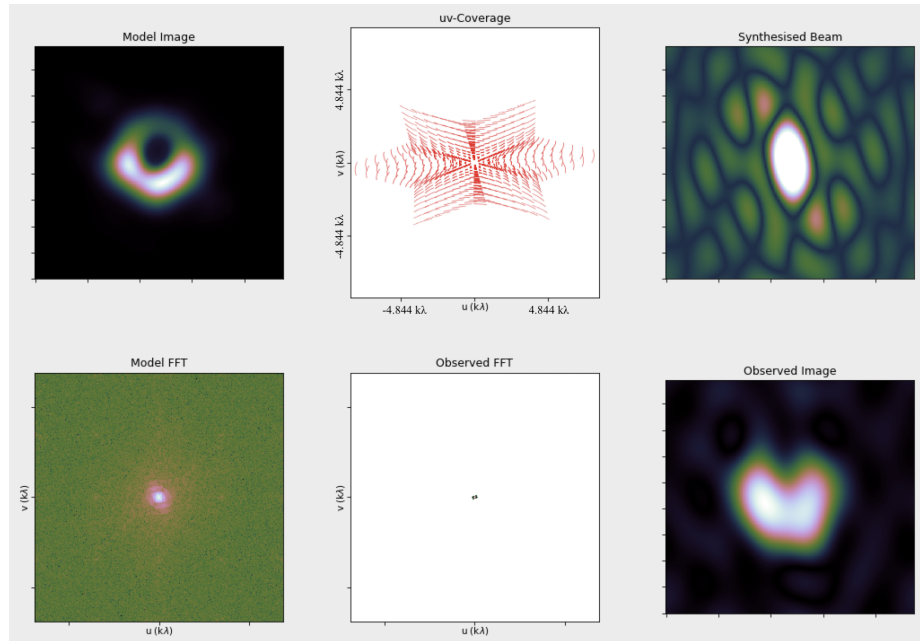 Model Image
uv-Coverage
Synthesised Beam
4.844 kλ
v (kλ)
-4.844 kλ
-4.844 kλ
u (kλ)
4.844 kλ
Model FFT
Observed FFT
Observed Image
v (kλ)
v (kλ)
u (kλ)
u (kλ)